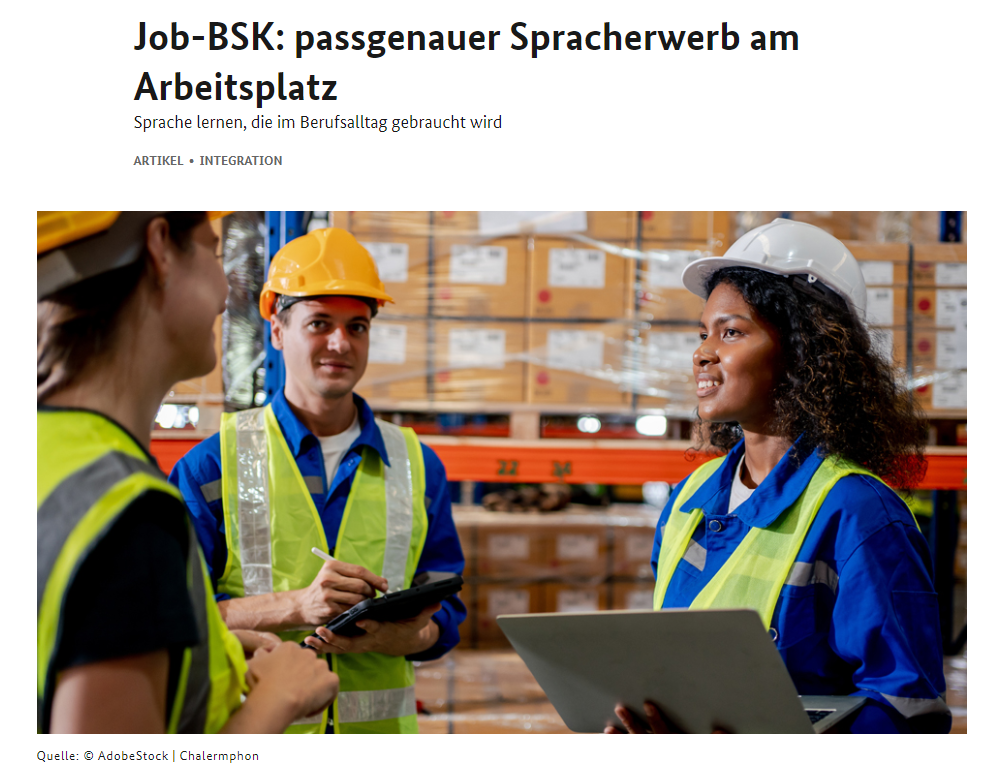 Job-BSK: passgenauer Spracherwerb am
Arbeitsplatz
Sprache lernen, die im Berufsalltag gebraucht wird
ARTIKEL • INTEGRATION
22 34
Quelle: © AdobeStock | Chalermphon